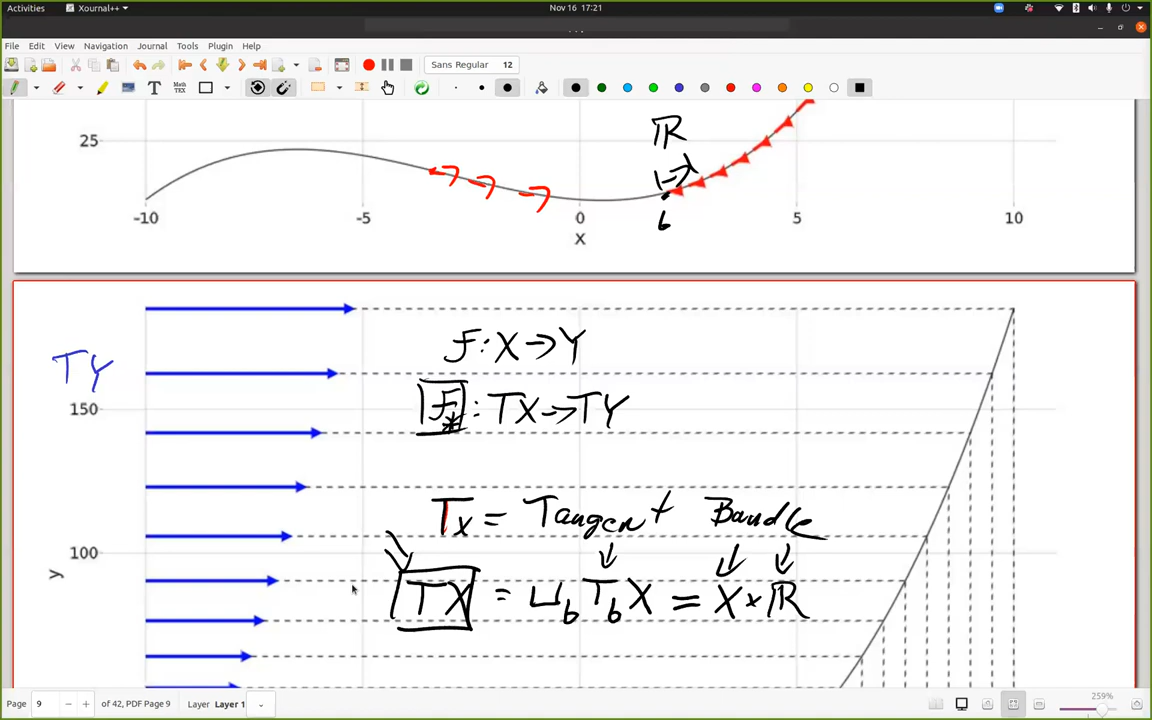 Activities Xournal++ Nov 16 17:21
. . .
File Edit View Navigation Journal Tools Plugin Help
Sans Regular 12
25
ℝ
b
-10 -5 0 5 10
X
TY
F: X → Y
F* : TX → TY
150
Tx = Tangent Bundle
100
TX = ⊔b TbX = X × ℝ
y
Page 9 of 42, PDF Page 9 Layer Layer 1 259%